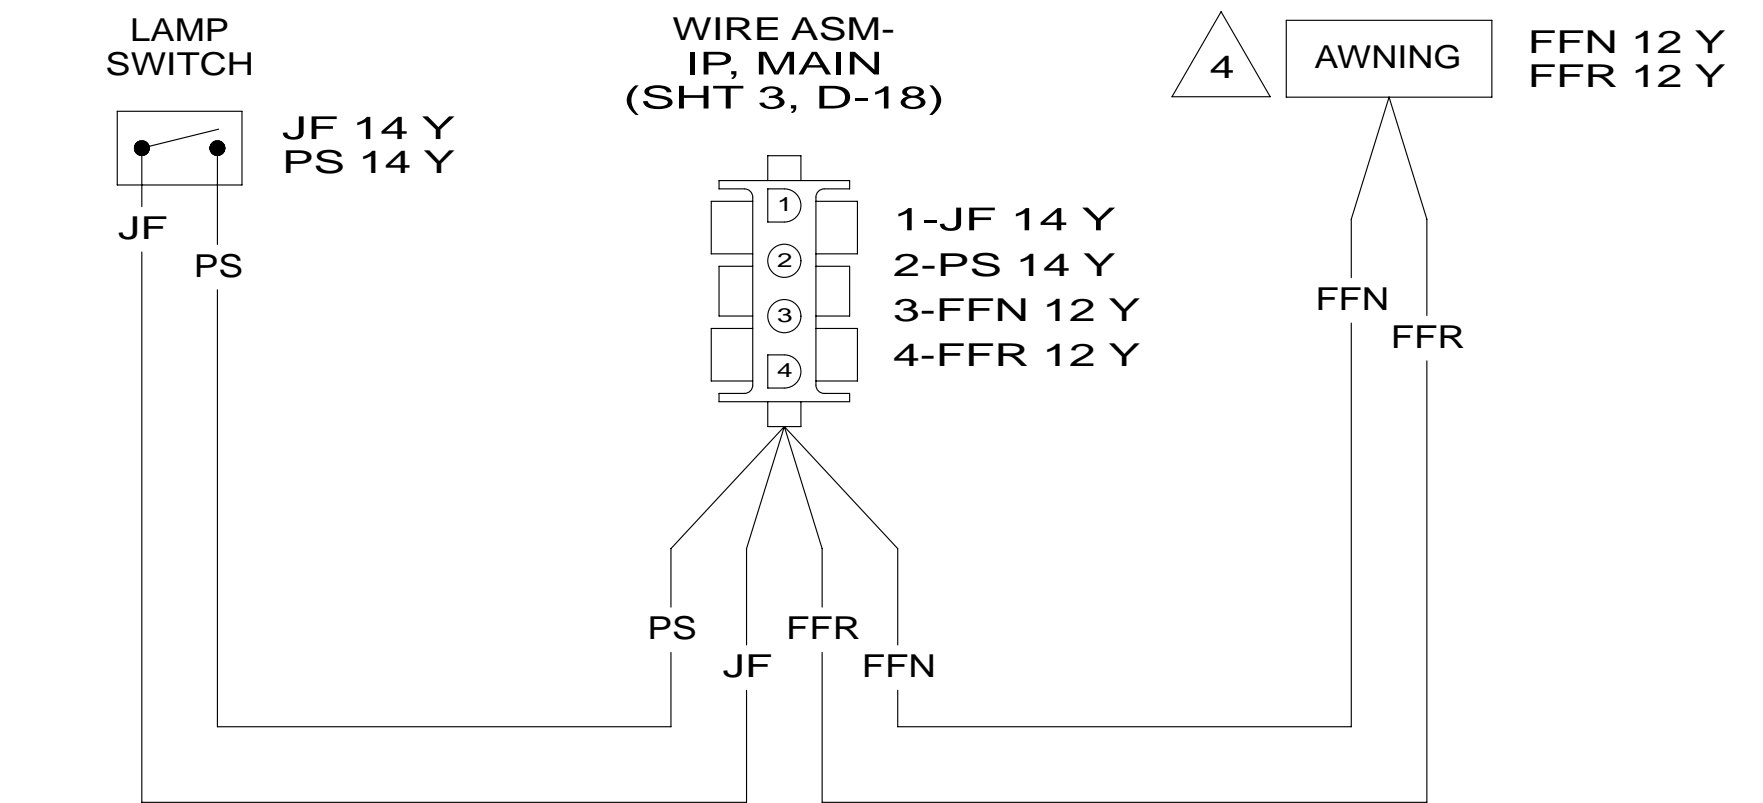 LAMP
SWITCH
JF 14 Y
PS 14 Y
JF
PS
WIRE ASM-
IP, MAIN
(SHT 3, D-18)
1
2
3
4
1-JF 14 Y
2-PS 14 Y
3-FFN 12 Y
4-FFR 12 Y
PS
JF
FFR
FFN
4
AWNING
FFN 12 Y
FFR 12 Y
FFN
FFR